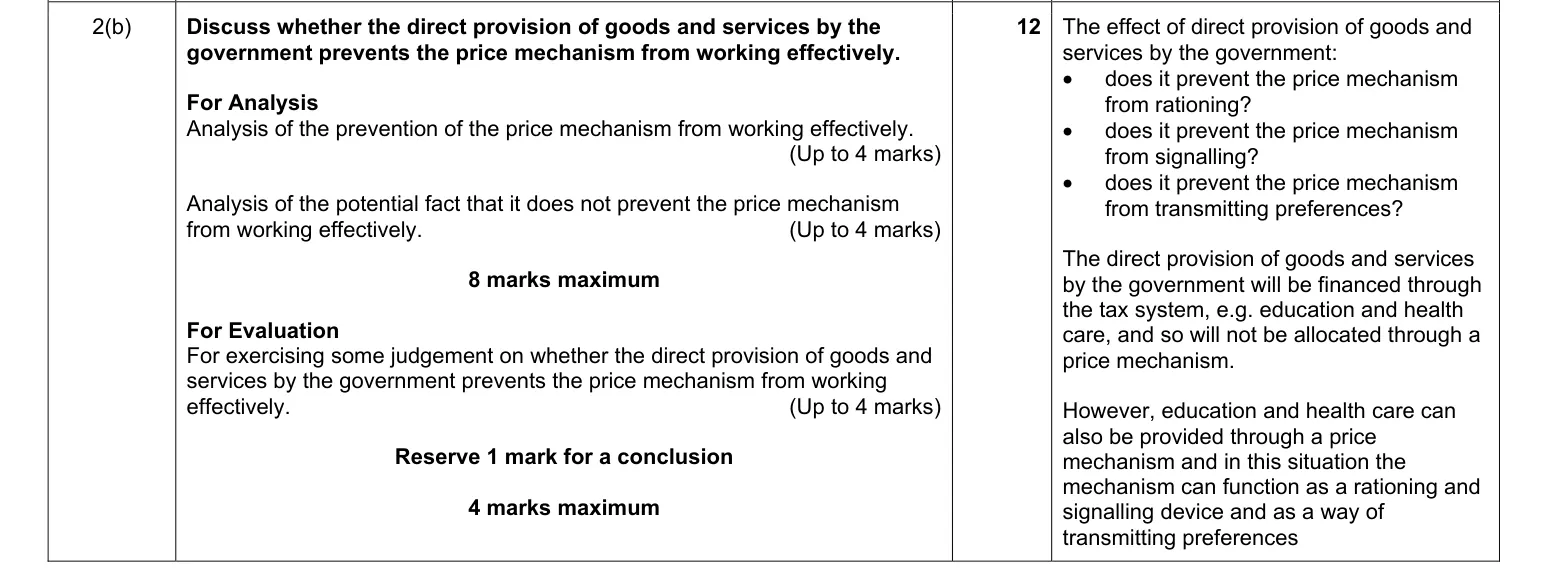 2(b)
Discuss whether the direct provision of goods and services by the
government prevents the price mechanism from working effectively.
For Analysis
Analysis of the prevention of the price mechanism from working effectively.
(Up to 4 marks)
Analysis of the potential fact that it does not prevent the price mechanism
from working effectively. (Up to 4 marks)
8 marks maximum
For Evaluation
For exercising some judgement on whether the direct provision of goods and
services by the government prevents the price mechanism from working
effectively. (Up to 4 marks)
Reserve 1 mark for a conclusion
4 marks maximum
12
The effect of direct provision of goods and
services by the government:
• does it prevent the price mechanism
from rationing?
• does it prevent the price mechanism
from signalling?
• does it prevent the price mechanism
from transmitting preferences?
The direct provision of goods and services
by the government will be financed through
the tax system, e.g. education and health
care, and so will not be allocated through a
price mechanism.
However, education and health care can
also be provided through a price
mechanism and in this situation the
mechanism can function as a rationing and
signalling device and as a way of
transmitting preferences